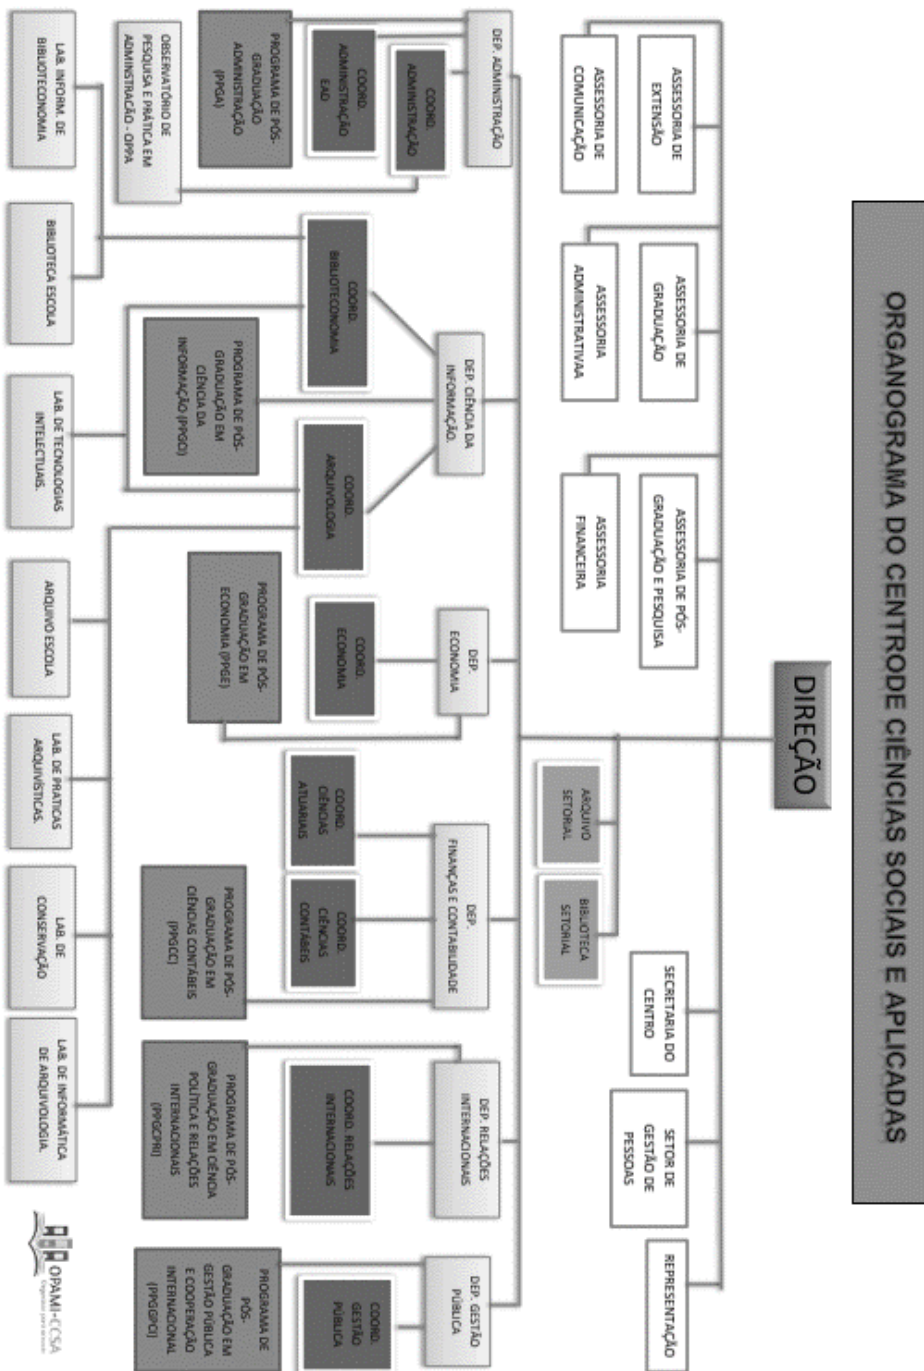 ORGANOGRAMA DO CENTRODE CIÊNCIAS SOCIAIS E APLICADAS
DIREÇÃO
ASSESSORIA DE
EXTENSÃO
ASSESSORIA DE
GRADUAÇÃO
ASSESSORIA DE PÓS-
GRADUAÇÃO E PESQUISA
SECRETARIA DO
CENTRO
SETOR DE
GESTÃO DE
PESSOAS
REPRESENTAÇÃO
ASSESSORIA DE
COMUNICAÇÃO
ASSESSORIA
ADMINISTRATIVAA
ASSESSORIA
FINANCEIRA
ARQUIVO
SETORIAL
BIBLIOTECA
SETORIAL
DEP. ADMINISTRAÇÃO
DEP. CIÊNCIA DA
INFORMAÇÃO.
DEP.
ECONOMIA
DEP.
FINANÇAS E CONTABILIDADE
DEP. RELAÇÕES
INTERNACIONAIS
DEP. GESTÃO
PÚBLICA
COORD.
ADMINISTRAÇÃO
COORD.
ADMINISTRAÇÃO
EAD
PROGRAMA DE PÓS-
GRADUAÇÃO
ADMINISTRAÇÃO
(PPGA)
OBSERVATÓRIO DE
PESQUISA E PRÁTICA EM
ADMINSTRACÃO - OPPA
COORD.
BIBLIOTECONOMIA
PROGRAMA DE PÓS-
GRADUAÇÃO EM
CIÊNCIA DA
INFORMAÇÃO (PPGCI)
COORD.
ARQUIVOLOGIA
COORD.
ECONOMIA
PROGRAMA DE PÓS-
GRADUAÇÃO EM
ECONOMIA (PPGE)
COORD.
CIÊNCIAS
ATUARIAIS
COORD.
CIÊNCIAS
CONTÁBEIS
PROGRAMA DE PÓS-
GRADUAÇÃO EM
CIÊNCIAS CONTÁBEIS
(PPGCC)
COORD. RELAÇÕES
INTERNACIONAIS
PROGRAMA DE PÓS-
GRADUAÇÃO EM CIÊNCIA
POLÍTICA E RELAÇÕES
INTERNACIONAIS
(PPGCPRI)
COORD.
GESTÃO
PÚBLICA
PROGRAMA DE
PÓS-
GRADUAÇÃO EM
GESTÃO PÚBLICA
E COOPERAÇÃO
INTERNACIONAL
(PPGGPCI)
LAB. INFORM. DE
BIBLIOTECONOMIA
BIBLIOTECA ESCOLA
LAB. DE TECNOLOGIAS
INTELECTUAIS.
ARQUIVO ESCOLA
LAB. DE PRATICAS
ARQUIVÍSTICAS.
LAB. DE
CONSERVAÇÃO
LAB. DE INFORMÁTICA
DE ARQUIVOLOGIA.
OPAMI-CCSA